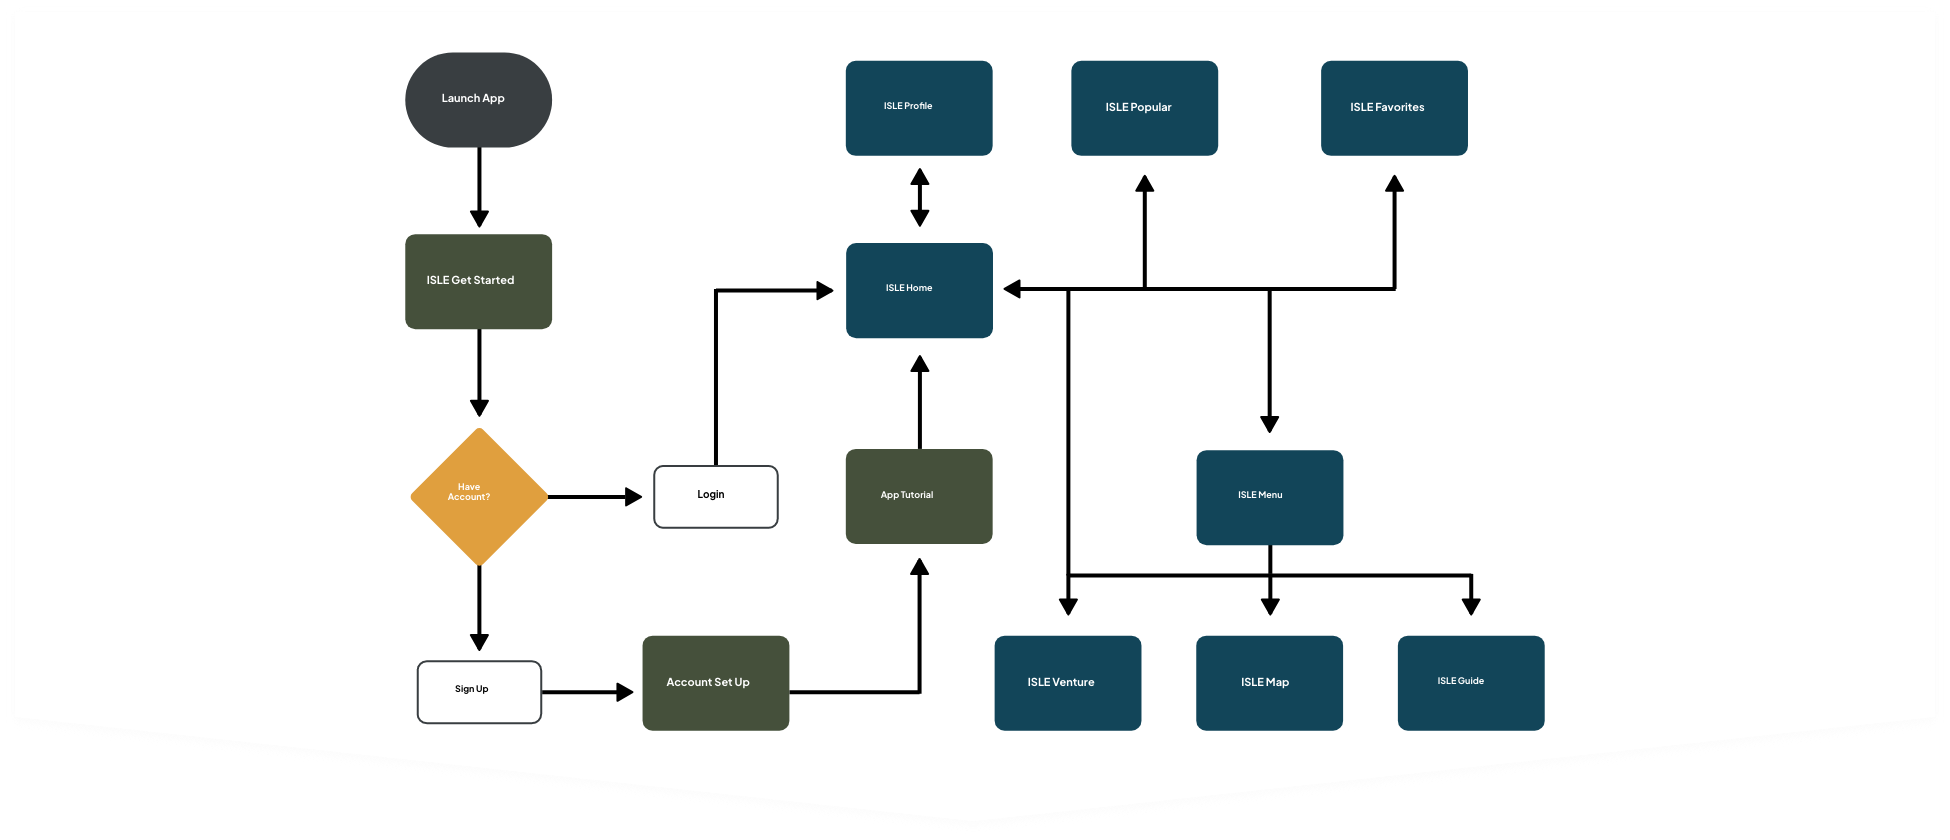 Launch App
ISLE Profile
ISLE Popular
ISLE Favorites
ISLE Get Started
ISLE Home
Have
Account?
Login
App Tutorial
ISLE Menu
Sign Up
Account Set Up
ISLE Venture
ISLE Map
ISLE Guide